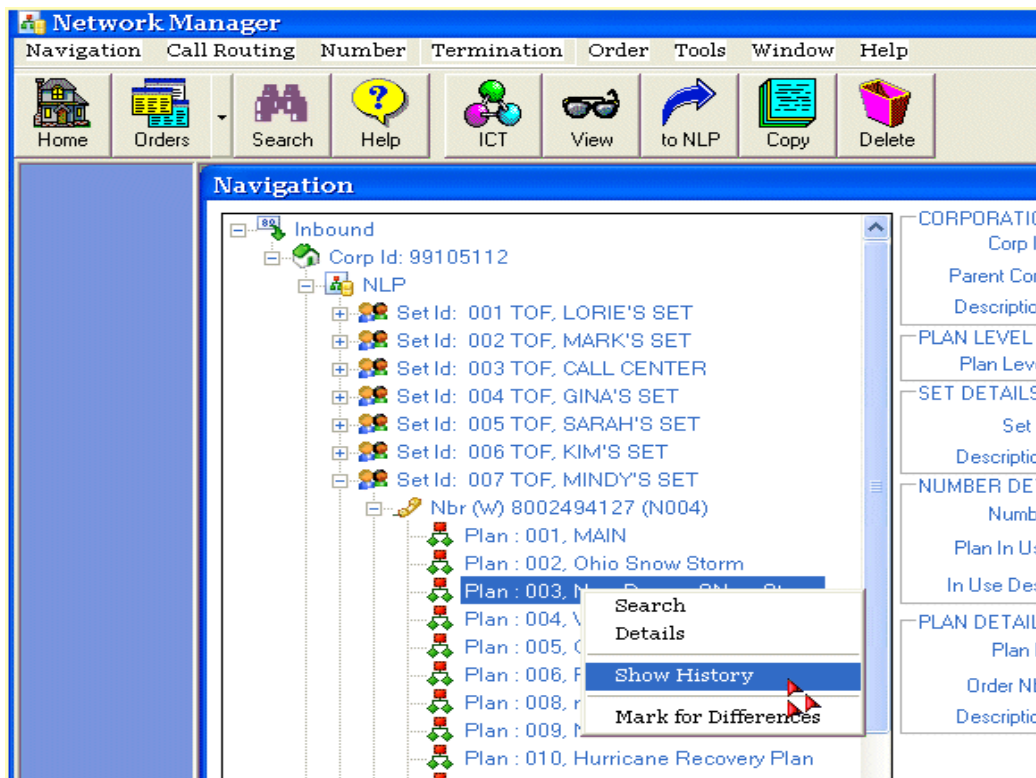 Network Manager
Navigation Call Routing Number Termination Order Tools Window Help
Home Orders Search Help ICT View to NLP Copy Delete
Navigation
Inbound
Corp Id: 99105112
NLP
Set Id: 001 TOF, LORIE'S SET
Set Id: 002 TOF, MARK'S SET
Set Id: 003 TOF, CALL CENTER
Set Id: 004 TOF, GINA'S SET
Set Id: 005 TOF, SARAH'S SET
Set Id: 006 TOF, KIM'S SET
Set Id: 007 TOF, MINDY'S SET
Nbr (W) 8002494127 (N004)
Plan : 001, MAIN
Plan : 002, Ohio Snow Storm
Plan : 003,
Plan : 004,
Plan : 005,
Plan : 006,
Plan : 008,
Plan : 009,
Plan : 010, Hurricane Recovery Plan
Search
Details
Show History
Mark for Differences
CORPORATIO
Corp I
Parent Cor
Descriptio
PLAN LEVEL
Plan Leve
SET DETAILS
Set
Descriptio
NUMBER DE
Numb
Plan In Us
In Use Des
PLAN DETAIL
Plan
Order N
Descriptio